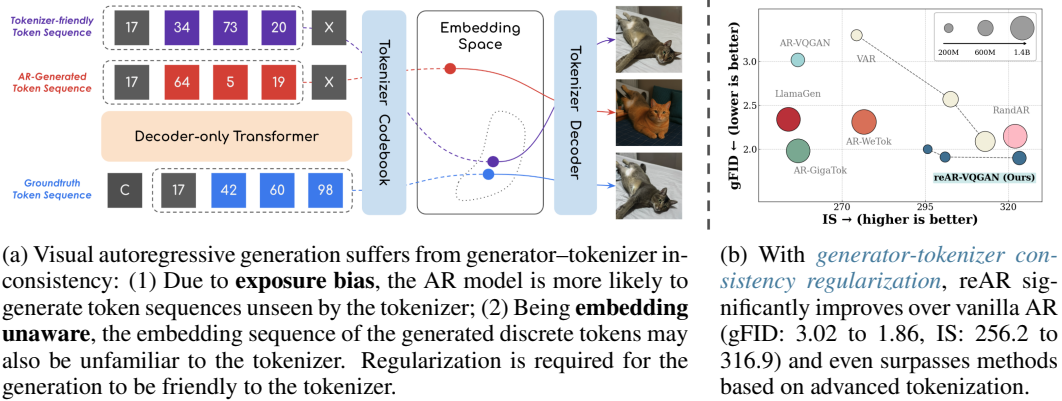 Tokenizer-friendly
Token Sequence
17 34 73 20 X
AR-Generated
Token Sequence
17 64 5 19 X
Decoder-only Transformer
Groundtruth
Token Sequence
C 17 42 60 98
Tokenizer Codebook
Embedding
Space
Tokenizer Decoder
gFID ← (lower is better)
3.0
2.5
2.0
270 295 320
IS → (higher is better)
AR-VQGAN
VAR
LlamaGen
AR-WeTok
AR-GigaTok
RandAR
reAR-VQGAN (Ours)
200M 600M 1.4B
(a) Visual autoregressive generation suffers from generator–tokenizer in-
consistency: (1) Due to exposure bias, the AR model is more likely to
generate token sequences unseen by the tokenizer; (2) Being embedding
unaware, the embedding sequence of the generated discrete tokens may
also be unfamiliar to the tokenizer. Regularization is required for the
generation to be friendly to the tokenizer.
(b) With generator-tokenizer con-
sistency regularization, reAR sig-
nificantly improves over vanilla AR
(gFID: 3.02 to 1.86, IS: 256.2 to
316.9) and even surpasses methods
based on advanced tokenization.